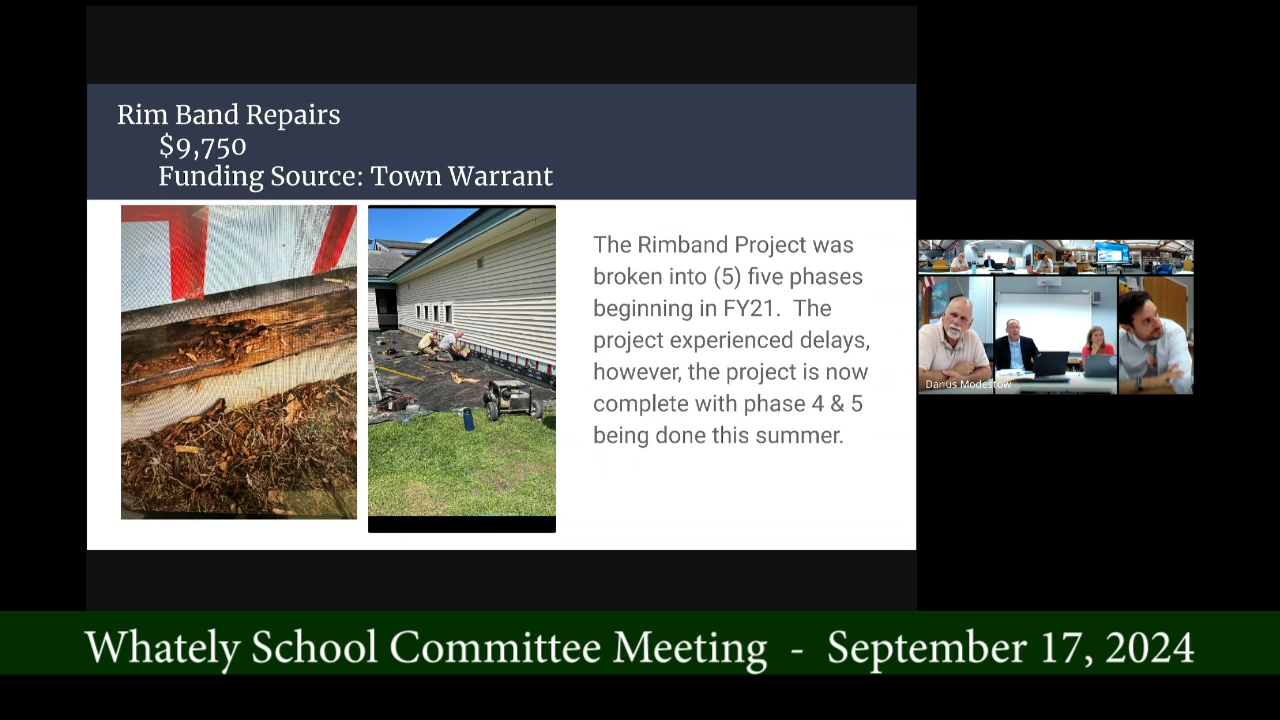 Rim Band Repairs
$9,750
Funding Source: Town Warrant
The Rimband Project was
broken into (5) five phases
beginning in FY21. The
project experienced delays,
however, the project is now
complete with phase 4 & 5
being done this summer.
Darius Modestow
Whately School Committee Meeting - September 17, 2024